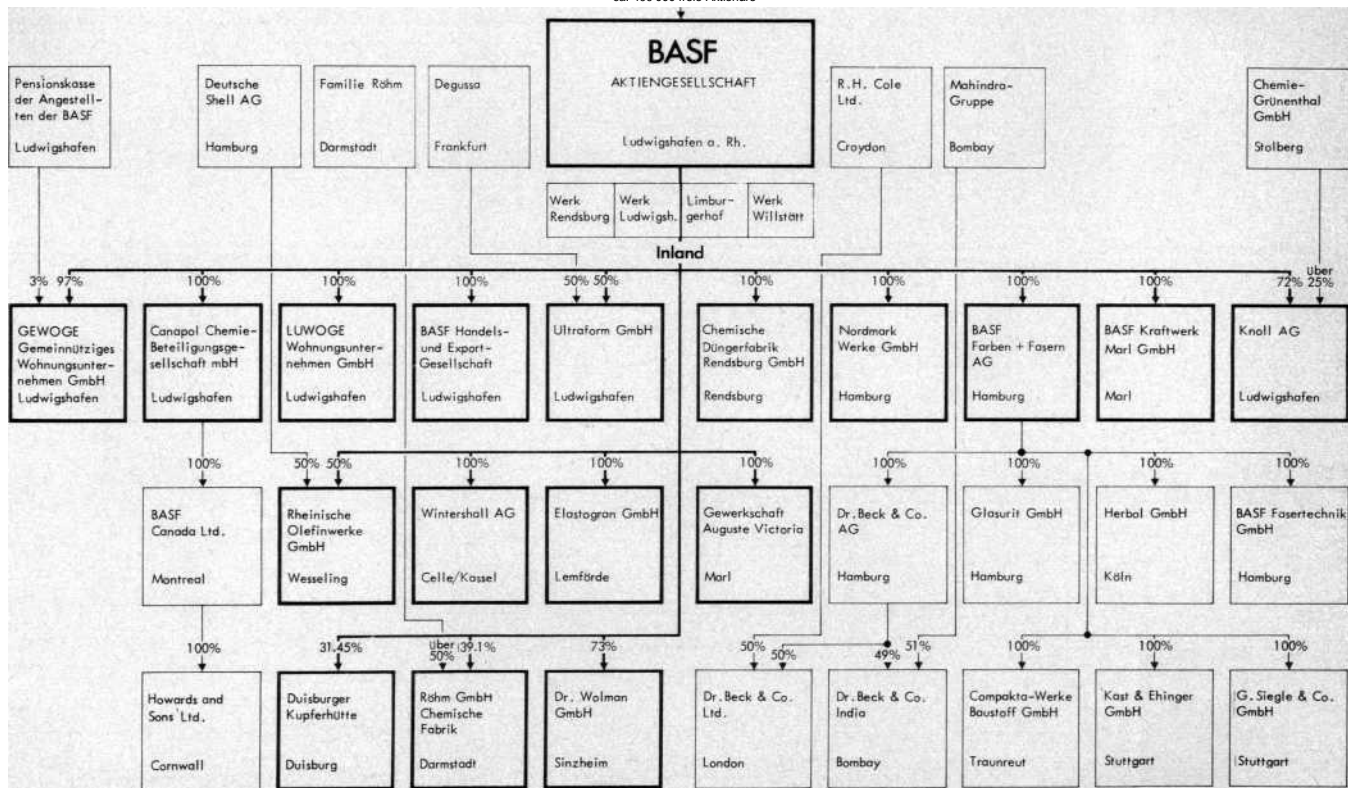 BASF
AKTIENGESELLSCHAFT
Ludwigshafen a. Rh.
Pensionskasse
der Angestell-
ten der BASF
Ludwigshafen
Deutsche
Shell AG
Hamburg
Familie Röhm
Darmstadt
Degussa
Frankfurt
R.H. Cole
Ltd.
Croydon
Mahindra-
Gruppe
Bombay
Chemie-
Grünenthal
GmbH
Stolberg
Werk
Rendsburg
Werk
Ludwigsh.
Limbur-
gerhof
Werk
Willstätt
Inland
3% 97%
100%
100%
100%
50% 50%
100%
100%
100%
100%
72% über
25%
GEWOGE
Gemeinnütziges
Wohnungsunter-
nehmen GmbH
Ludwigshafen
Canapol Chemie-
Beteiligungsge-
sellschaft mbH
Ludwigshafen
LUWOGE
Wohnungsunter-
nehmen GmbH
Ludwigshafen
BASF Handels-
und Export-
Gesellschaft
Ludwigshafen
Ultraform GmbH
Ludwigshafen
Chemische
Düngerfabrik
Rendsburg GmbH
Rendsburg
Nordmark
Werke GmbH
Hamburg
BASF
Farben + Fasern
AG
Hamburg
BASF Kraftwerk
Marl GmbH
Marl
Knoll AG
Ludwigshafen
100%
50% 50%
100%
100%
100%
100%
100%
100%
100%
BASF
Canada Ltd.
Montreal
Rheinische
Olefinwerke
GmbH
Wesseling
Wintershall AG
Celle/Kassel
Elastogran GmbH
Lemförde
Gewerkschaft
Auguste Victoria
Marl
Dr. Beck & Co.
AG
Hamburg
Glasurit GmbH
Hamburg
Herbol GmbH
Köln
BASF Fasertechnik
GmbH
Hamburg
100%
31.45%
über
50%
39.1%
73%
50%
50%
49%
51%
100%
100%
100%
Howards and
Sons Ltd.
Cornwall
Duisburger
Kupferhütte
Duisburg
Röhm GmbH
Chemische
Fabrik
Darmstadt
Dr. Wolman
GmbH
Sinzheim
Dr. Beck & Co.
Ltd.
London
Dr. Beck & Co.
India
Bombay
Compakta-Werke
Baustoff GmbH
Traunreut
Kast & Ehinger
GmbH
Stuttgart
G. Siegle & Co.
GmbH
Stuttgart